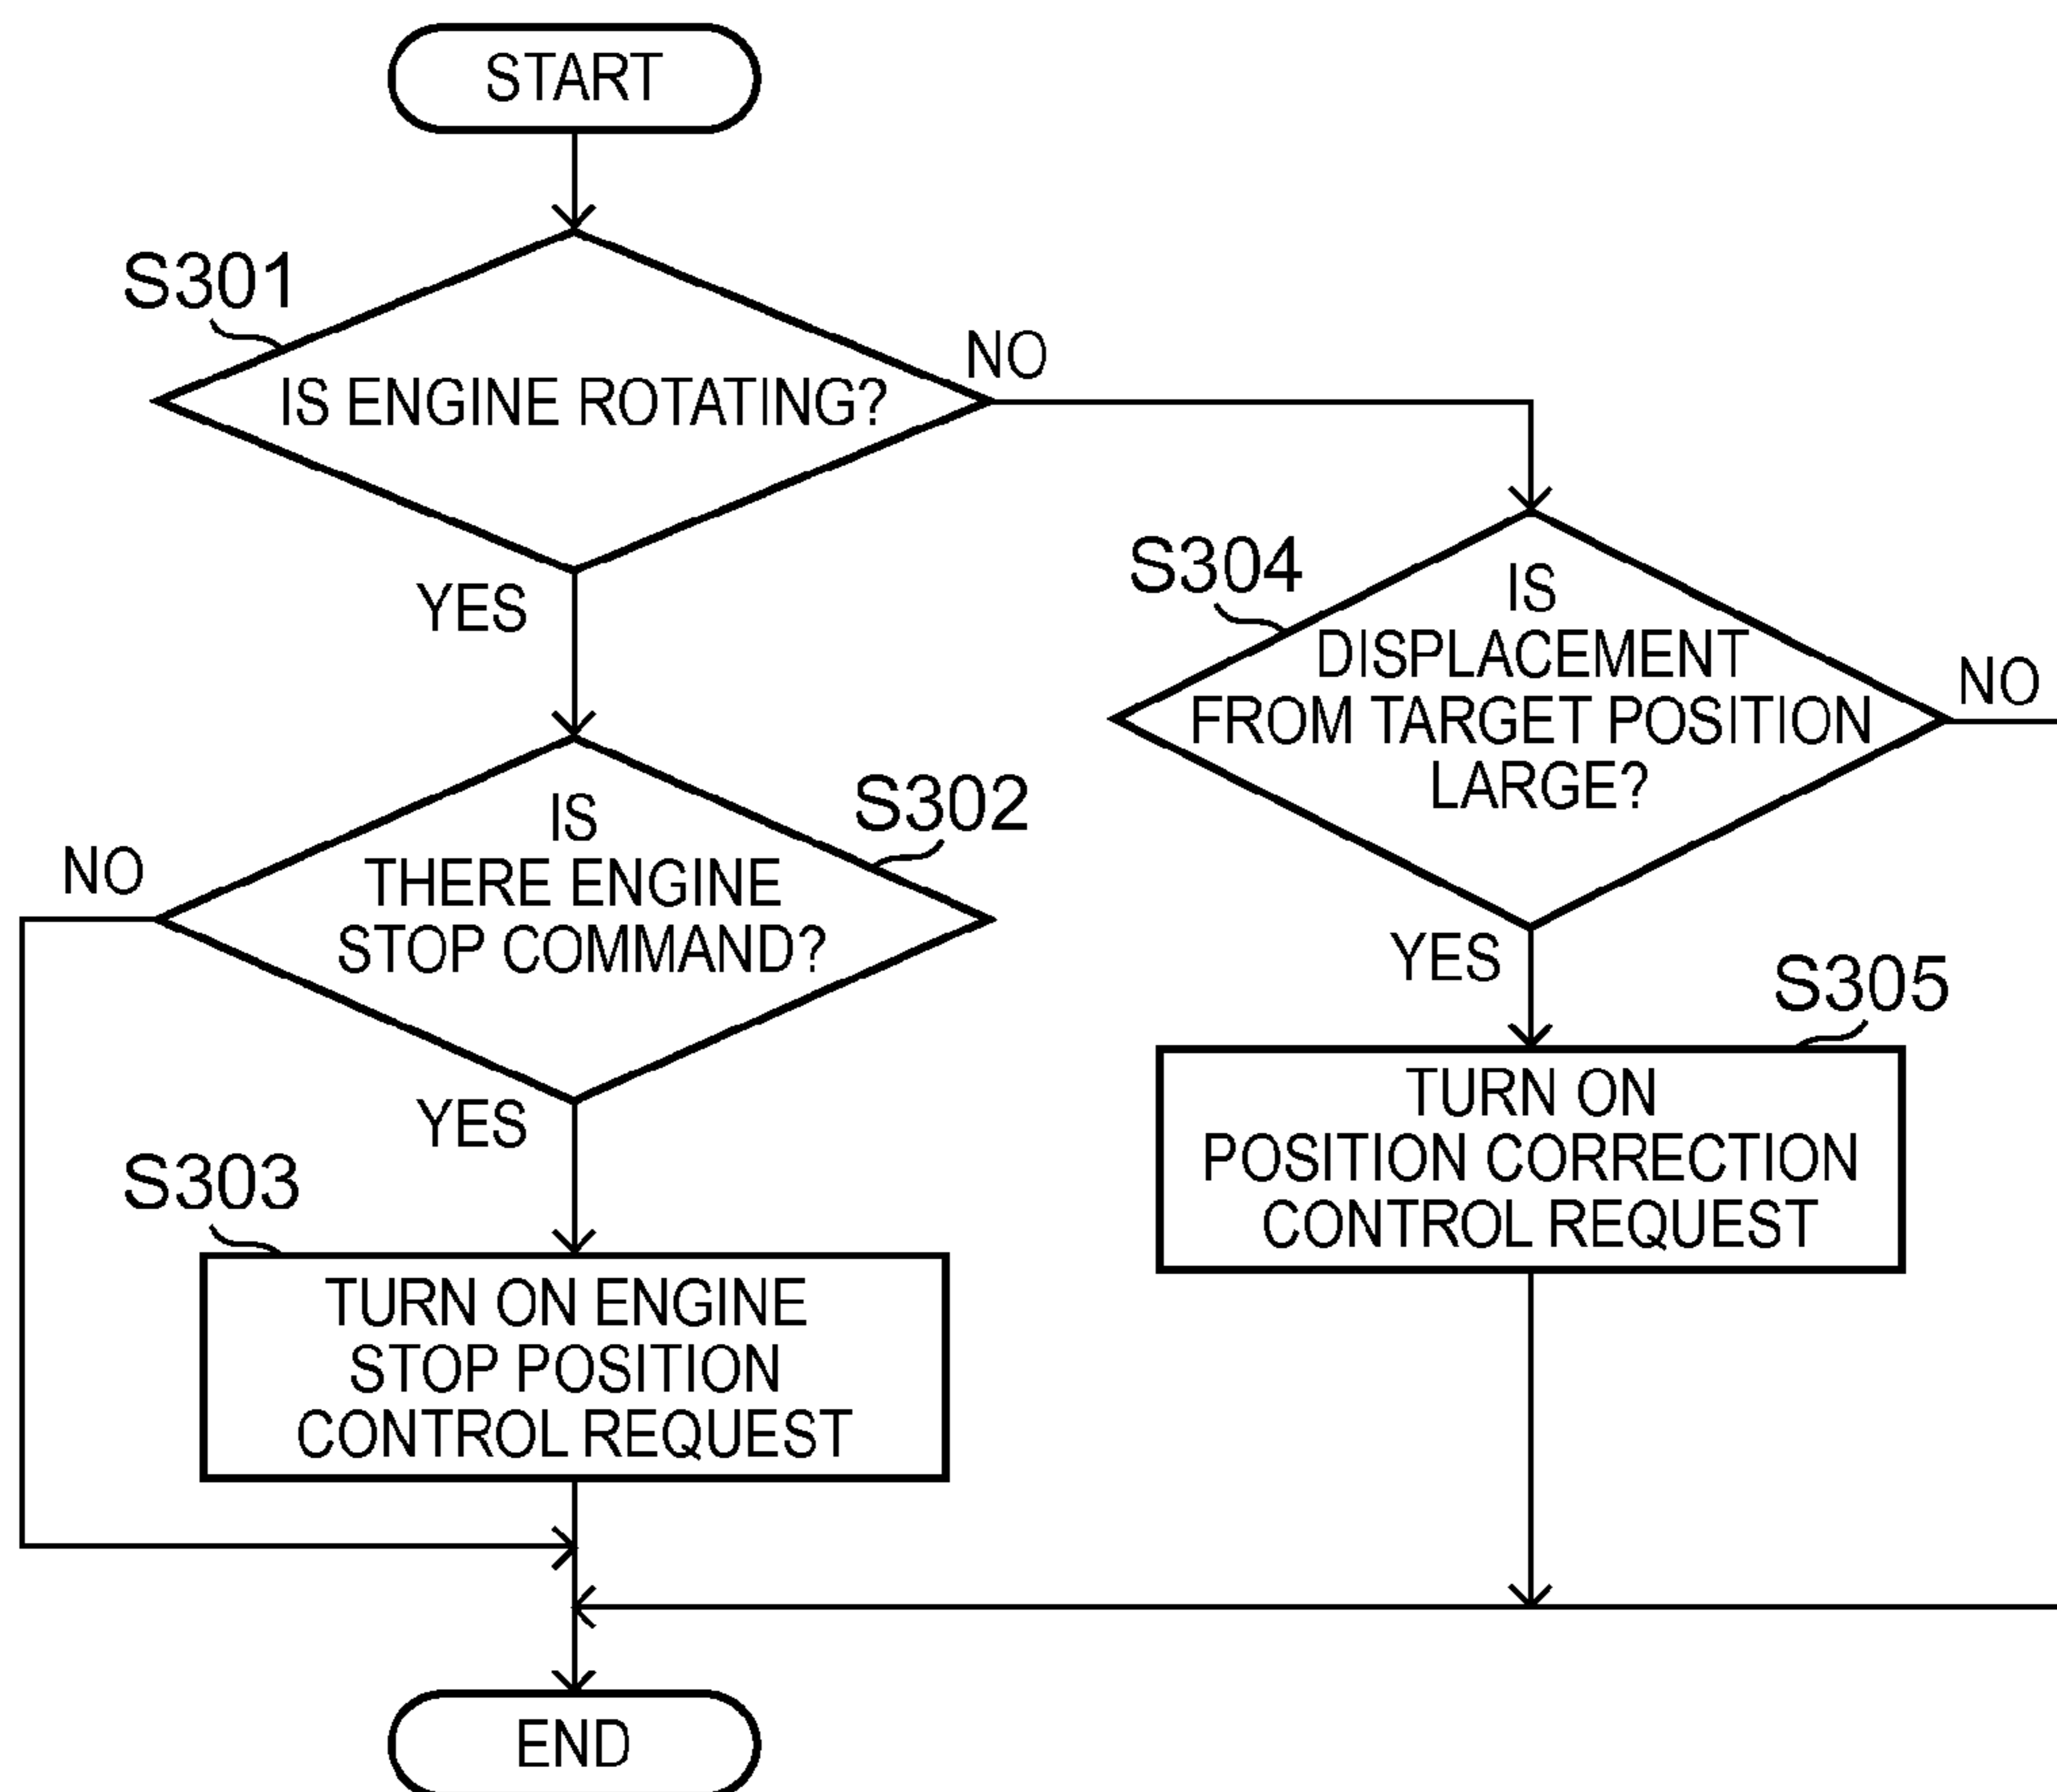 START
S301
IS ENGINE ROTATING?
NO
YES
S304
IS
DISPLACEMENT
FROM TARGET POSITION
LARGE?
NO
YES
S302
IS
THERE ENGINE
STOP COMMAND?
NO
YES
S305
TURN ON
POSITION CORRECTION
CONTROL REQUEST
S303
TURN ON ENGINE
STOP POSITION
CONTROL REQUEST
END